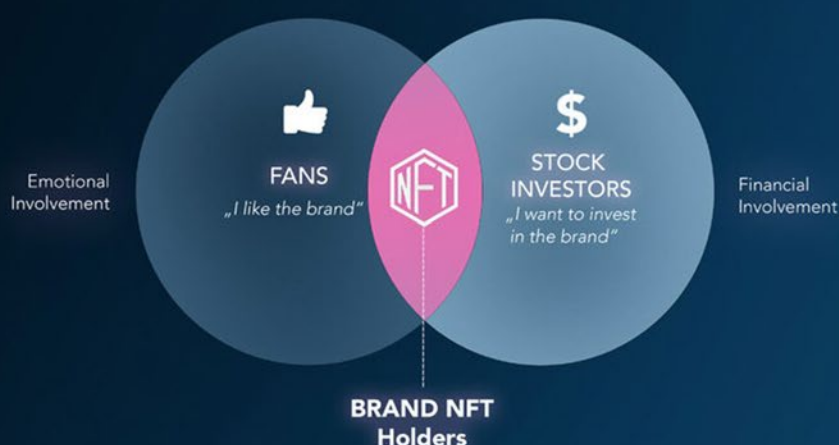 Emotional
Involvement
FANS
„I like the brand“
NFT
STOCK
INVESTORS
„I want to invest
in the brand“
Financial
Involvement
BRAND NFT
Holders